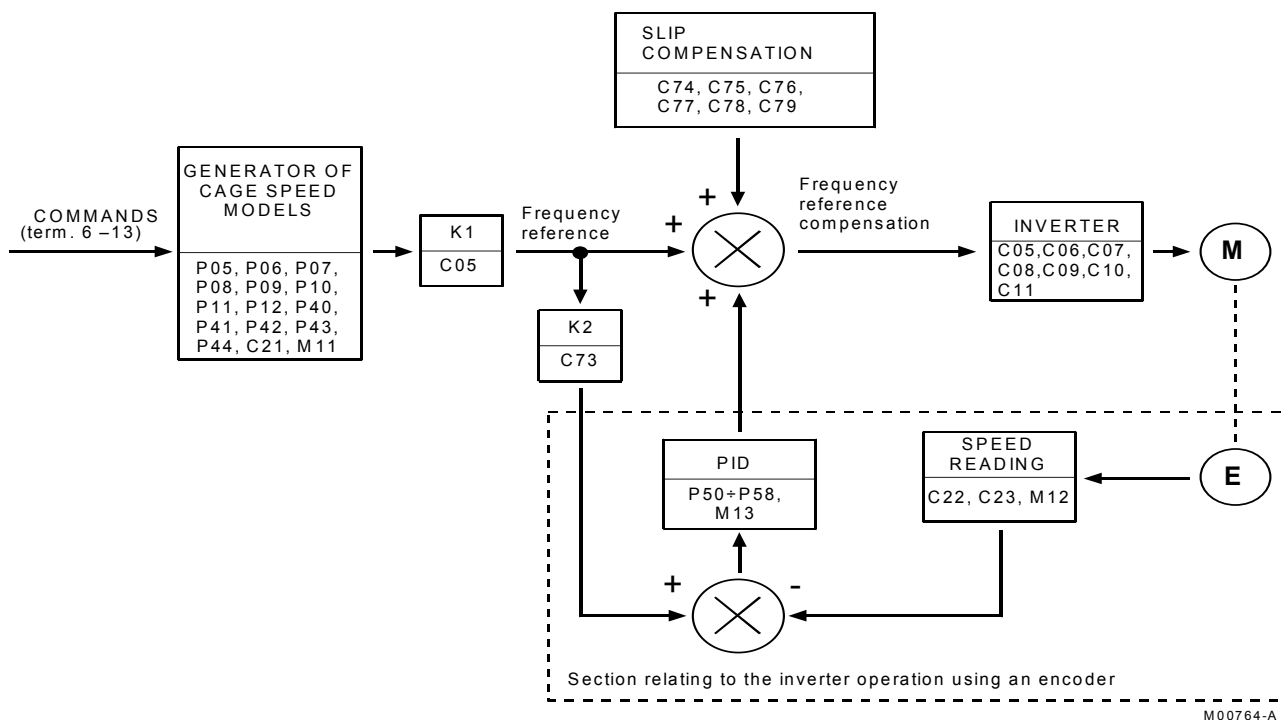 SLIP
COMPENSATION
C74, C75, C76,
C77, C78, C79
GENERATOR OF
CAGE SPEED
MODELS
P05, P06, P07,
P08, P09, P10,
P11, P12, P40,
P41, P42, P43,
P44, C21, M11
COMMANDS
(term. 6 –13)
K1
C05
Frequency
reference
+
+
+
Frequency
reference
compensation
INVERTER
C05,C06,C07,
C08,C09,C10,
C11
M
K2
C73
PID
P50÷P58,
M13
SPEED
READING
C22, C23, M12
E
+
-
Section relating to the inverter operation using an encoder
M00764-A